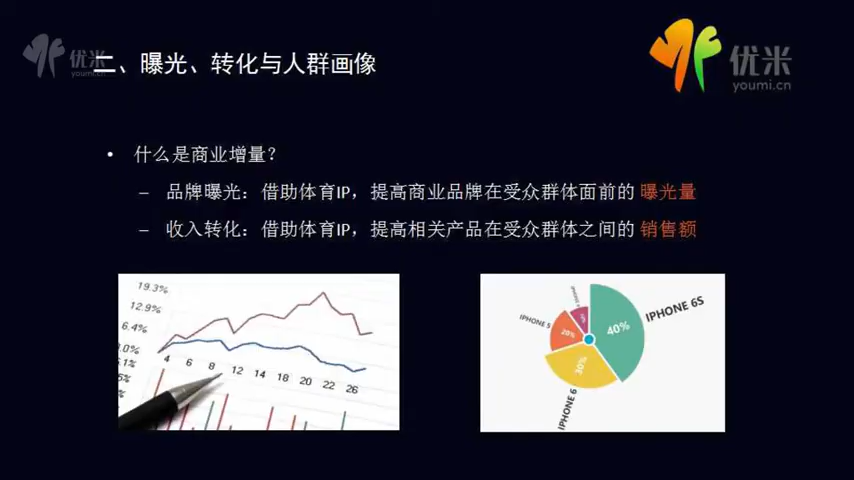 优米
youmi.cn
二、曝光、转化与人群画像
优米
youmi.cn
• 什么是商业增量？
– 品牌曝光：借助体育IP，提高商业品牌在受众群体面前的 曝光量
– 收入转化：借助体育IP，提高相关产品在受众群体之间的 销售额
19.3%
12.9%
6.4%
4 6 8 12 14 18 20 22 26
IPHONE 6S
40%
IPHONE 6
30%
IPHONE 5
20%